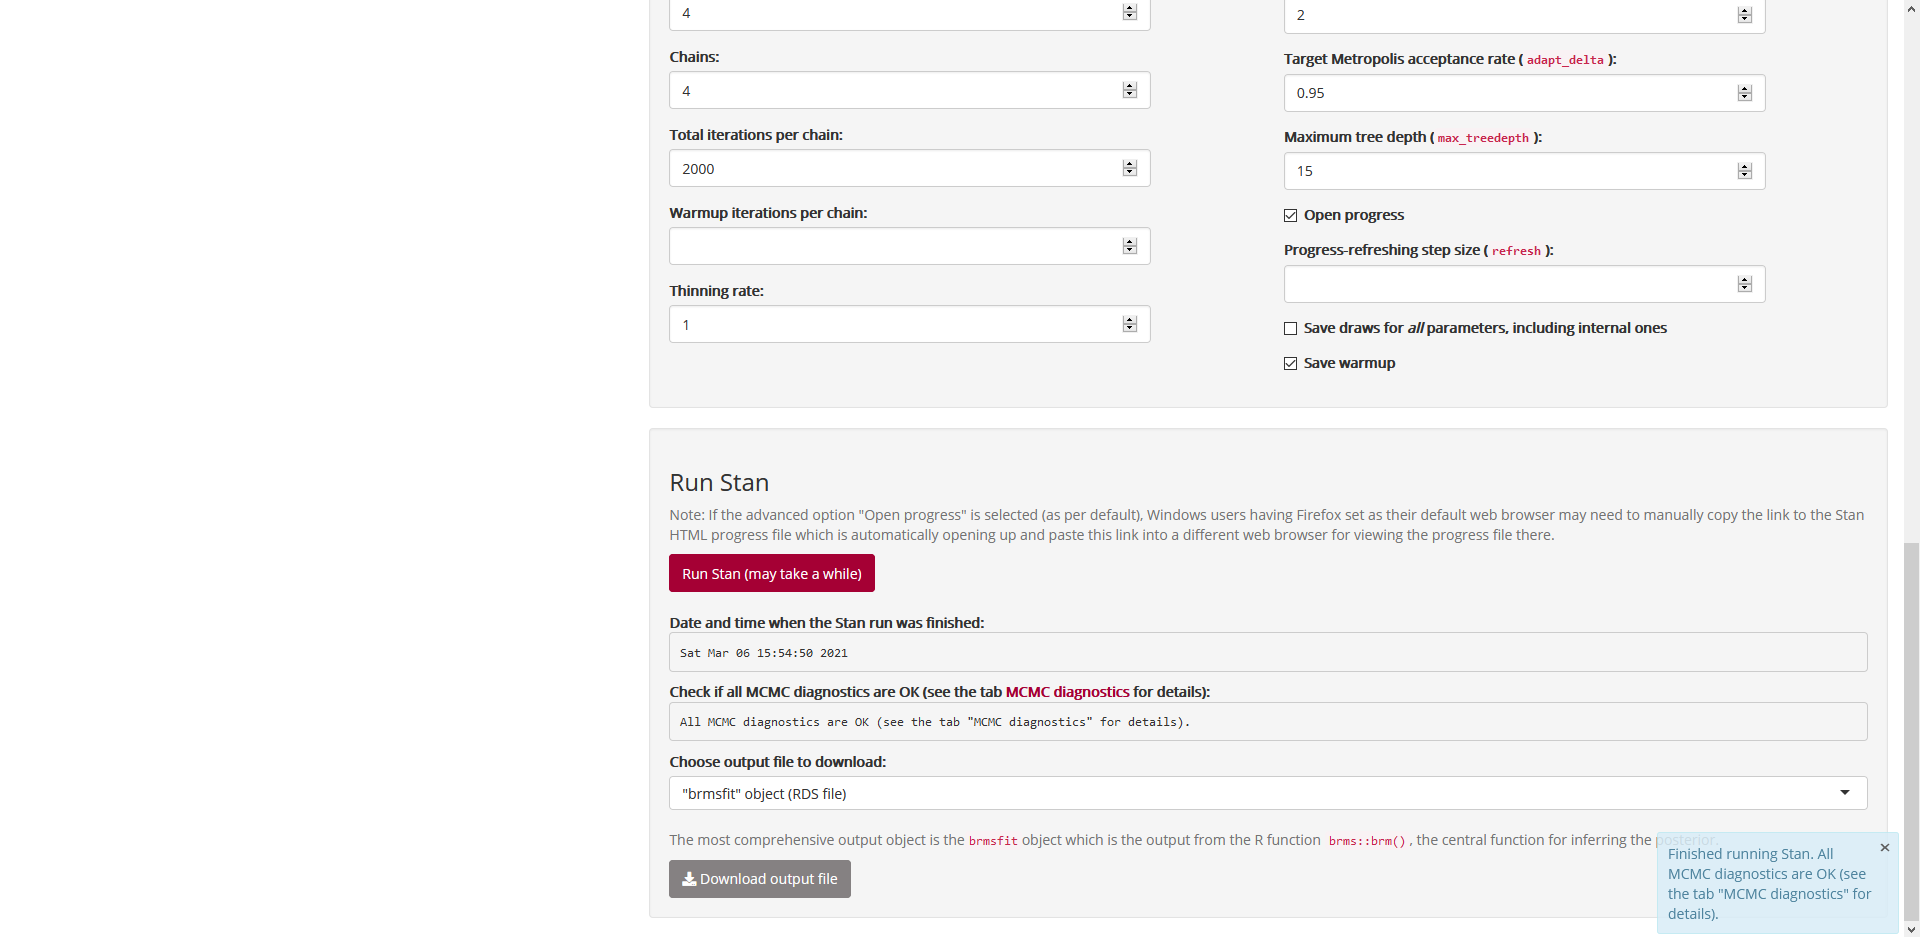 4
Chains:
4
Total iterations per chain:
2000
Warmup iterations per chain:
Thinning rate:
1
2
Target Metropolis acceptance rate ( adapt_delta ):
0.95
Maximum tree depth ( max_treedepth ):
15
Open progress
Progress-refreshing step size ( refresh ):
Save draws for all parameters, including internal ones
Save warmup
Run Stan
Note: If the advanced option "Open progress" is selected (as per default), Windows users having Firefox set as their default web browser may need to manually copy the link to the Stan
HTML progress file which is automatically opening up and paste this link into a different web browser for viewing the progress file there.
Run Stan (may take a while)
Date and time when the Stan run was finished:
Sat Mar 06 15:54:50 2021
Check if all MCMC diagnostics are OK (see the tab MCMC diagnostics for details):
All MCMC diagnostics are OK (see the tab "MCMC diagnostics" for details).
Choose output file to download:
"brmsfit" object (RDS file)
The most comprehensive output object is the brmsfit object which is the output from the R function brms::brm(), the central function for inferring the posterior.
Download output file
Finished running Stan. All
MCMC diagnostics are OK (see
the tab "MCMC diagnostics" for
details).